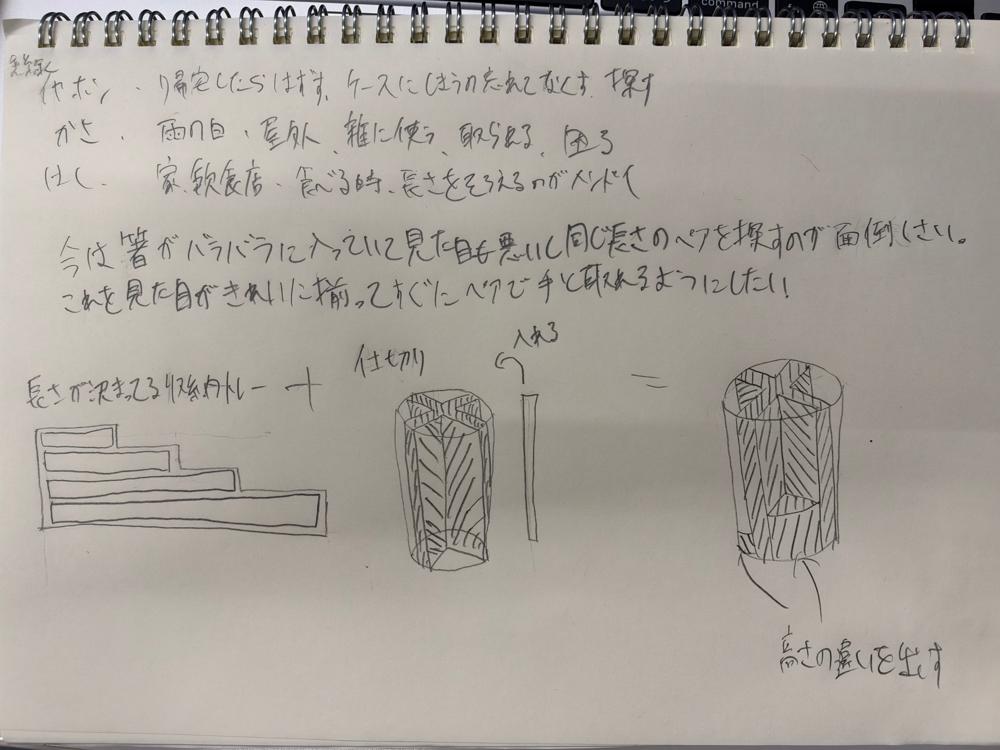 イヤホン・帰宅したらはずす、ケースにしまうの忘れてなくす、探す
かさ、雨の日、屋外、雑に使う、取られる、困る
はし、家、飲食店、食べる時、長さをそろえるのがメンドイ
今は箸がバラバラに入っていて見た目も悪いし同じ長さのペアを探すのが面倒くさい。
これを見た目がきれいに揃ってすぐにペアで手に取れるようにしたい!
長さが決まってる収納トレー + 仕切り 入れる =
高さの違いを出す